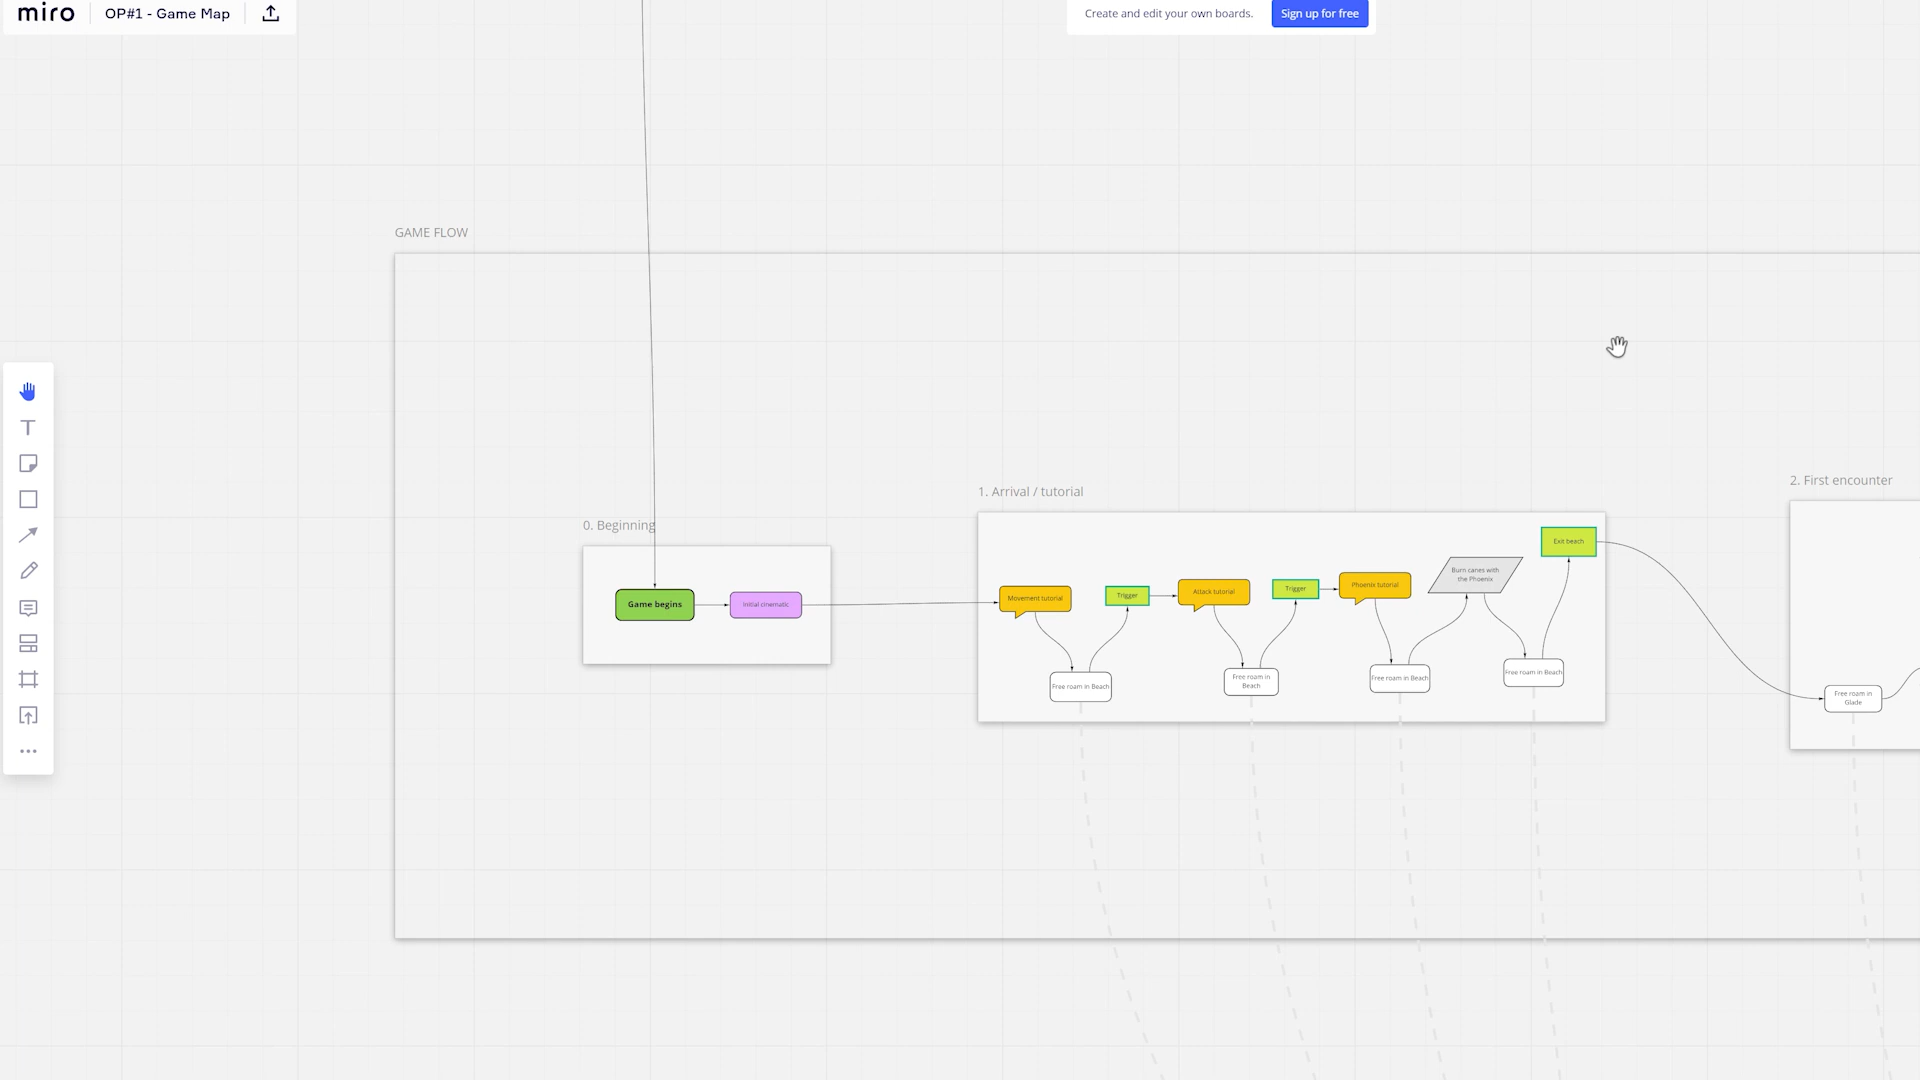 miro
OP#1 - Game Map
Create and edit your own boards.
Sign up for free
GAME FLOW
0. Beginning
Game begins
Initial cinematic
1. Arrival / tutorial
Movement tutorial
Trigger
Attack tutorial
Trigger
Phoenix tutorial
Burn canes with
the Phoenix
Exit beach
Free roam in Beach
Free roam in
Beach
Free roam in Beach
Free roam in Beach
2. First encounter
Free roam in
Glade